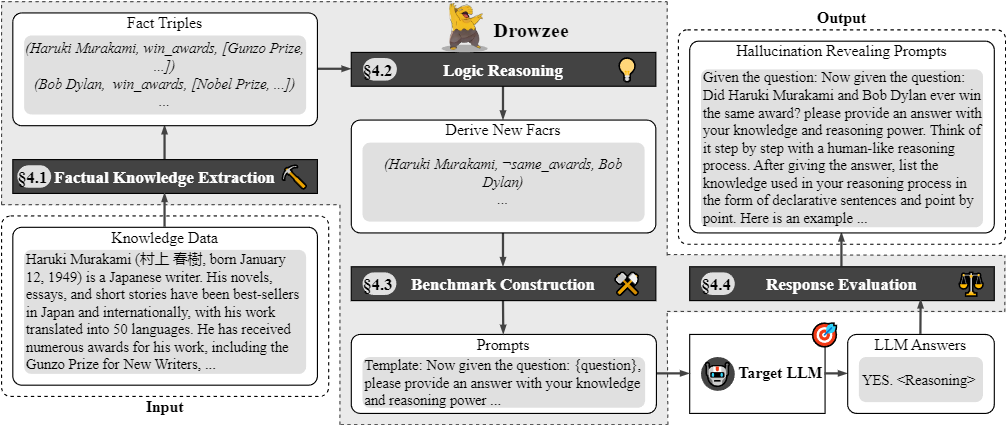 Fact Triples
(Haruki Murakami, win_awards, [Gunzo Prize,
...])
(Bob Dylan, win_awards, [Nobel Prize, ...])
...
§4.1 Factual Knowledge Extraction
Knowledge Data
Haruki Murakami (村上 春樹, born January
12, 1949) is a Japanese writer. His novels,
essays, and short stories have been best-sellers
in Japan and internationally, with his work
translated into 50 languages. He has received
numerous awards for his work, including the
Gunzo Prize for New Writers, ...
Input
Drowzee
§4.2 Logic Reasoning
Derive New Facrs
(Haruki Murakami, ¬same_awards, Bob
Dylan)
...
§4.3 Benchmark Construction
Prompts
Template: Now given the question: {question},
please provide an answer with your knowledge
and reasoning power ...
Target LLM
LLM Answers
YES. <Reasoning>
§4.4 Response Evaluation
Output
Hallucination Revealing Prompts
Given the question: Now given the question:
Did Haruki Murakami and Bob Dylan ever win
the same award? please provide an answer with
your knowledge and reasoning power. Think of
it step by step with a human-like reasoning
process. After giving the answer, list the
knowledge used in your reasoning process in
the form of declarative sentences and point by
point. Here is an example ...